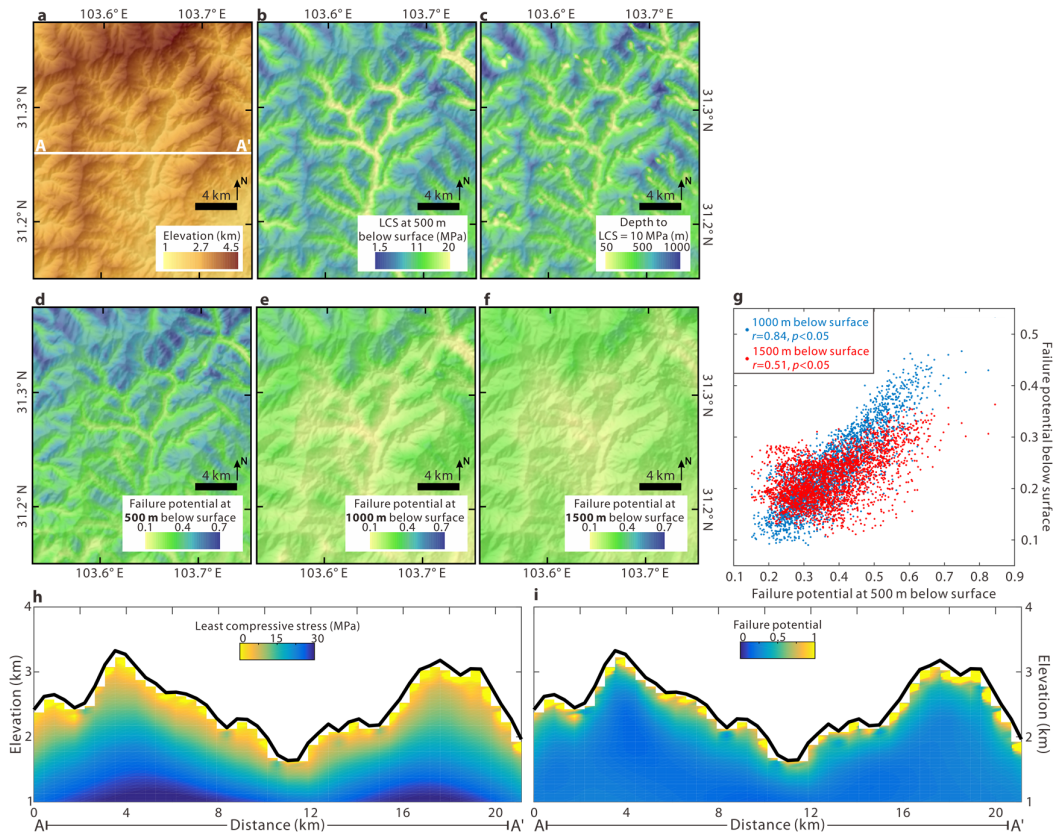 a
103.6° E
103.7° E
b
103.6° E
103.7° E
c
103.6° E
103.7° E
31.3° N
31.2° N
A
A'
N
4 km
Elevation (km)
1 2.7 4.5
N
4 km
LCS at 500 m
below surface (MPa)
1.5 11 20
N
4 km
Depth to
LCS = 10 MPa (m)
50 500 1000
31.3° N
31.2° N
d
e
f
31.3° N
31.2° N
N
4 km
Failure potential at
500 m below surface
0.1 0.4 0.7
N
4 km
Failure potential at
1000 m below surface
0.1 0.4 0.7
N
4 km
Failure potential at
1500 m below surface
0.1 0.4 0.7
31.3° N
31.2° N
103.6° E
103.7° E
103.6° E
103.7° E
103.6° E
103.7° E
g
1000 m below surface
r=0.84, p<0.05
1500 m below surface
r=0.51, p<0.05
0.5
0.4
0.3
0.2
0.1
Failure potential below surface
0.1 0.2 0.3 0.4 0.5 0.6 0.7 0.8 0.9
Failure potential at 500 m below surface
h
Least compressive stress (MPa)
0 15 30
4
3
2
1
Elevation (km)
0 4 8 12 16 20
A
Distance (km)
A'
i
Failure potential
0 0.5 1
4
3
2
1
Elevation (km)
0 4 8 12 16 20
A
Distance (km)
A'